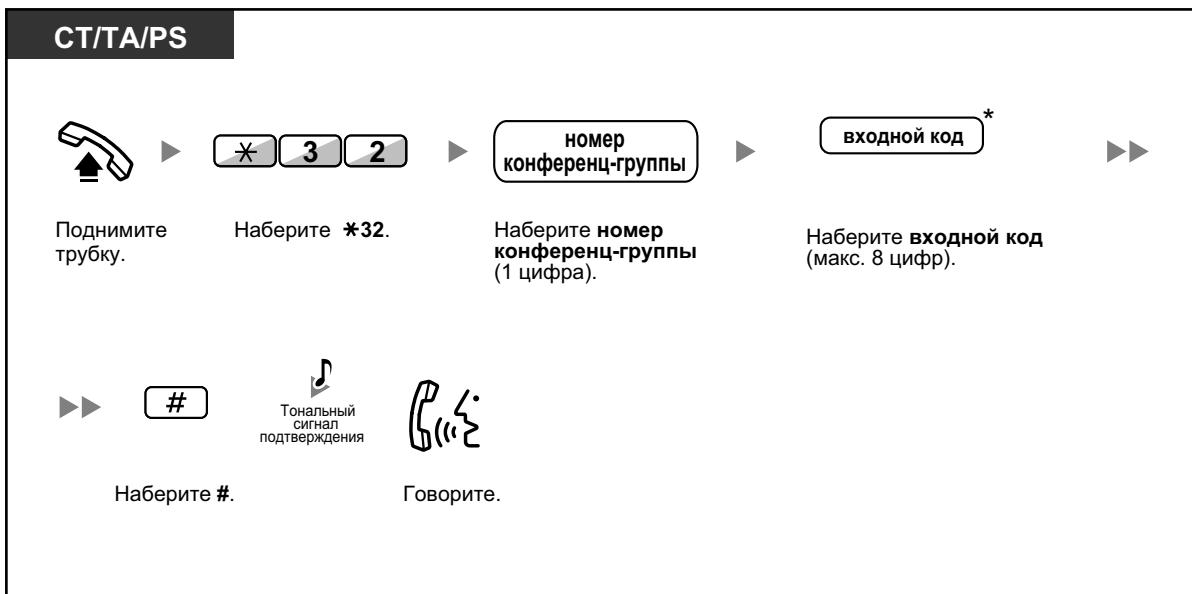 CT/TA/PS
✳ 3 2
номер
конференц-группы
входной код *
Поднимите
трубку.
Наберите ✳32.
Наберите номер
конференц-группы
(1 цифра).
Наберите входной код
(макс. 8 цифр).
#
Тональный
сигнал
подтверждения
Наберите #.
Говорите.